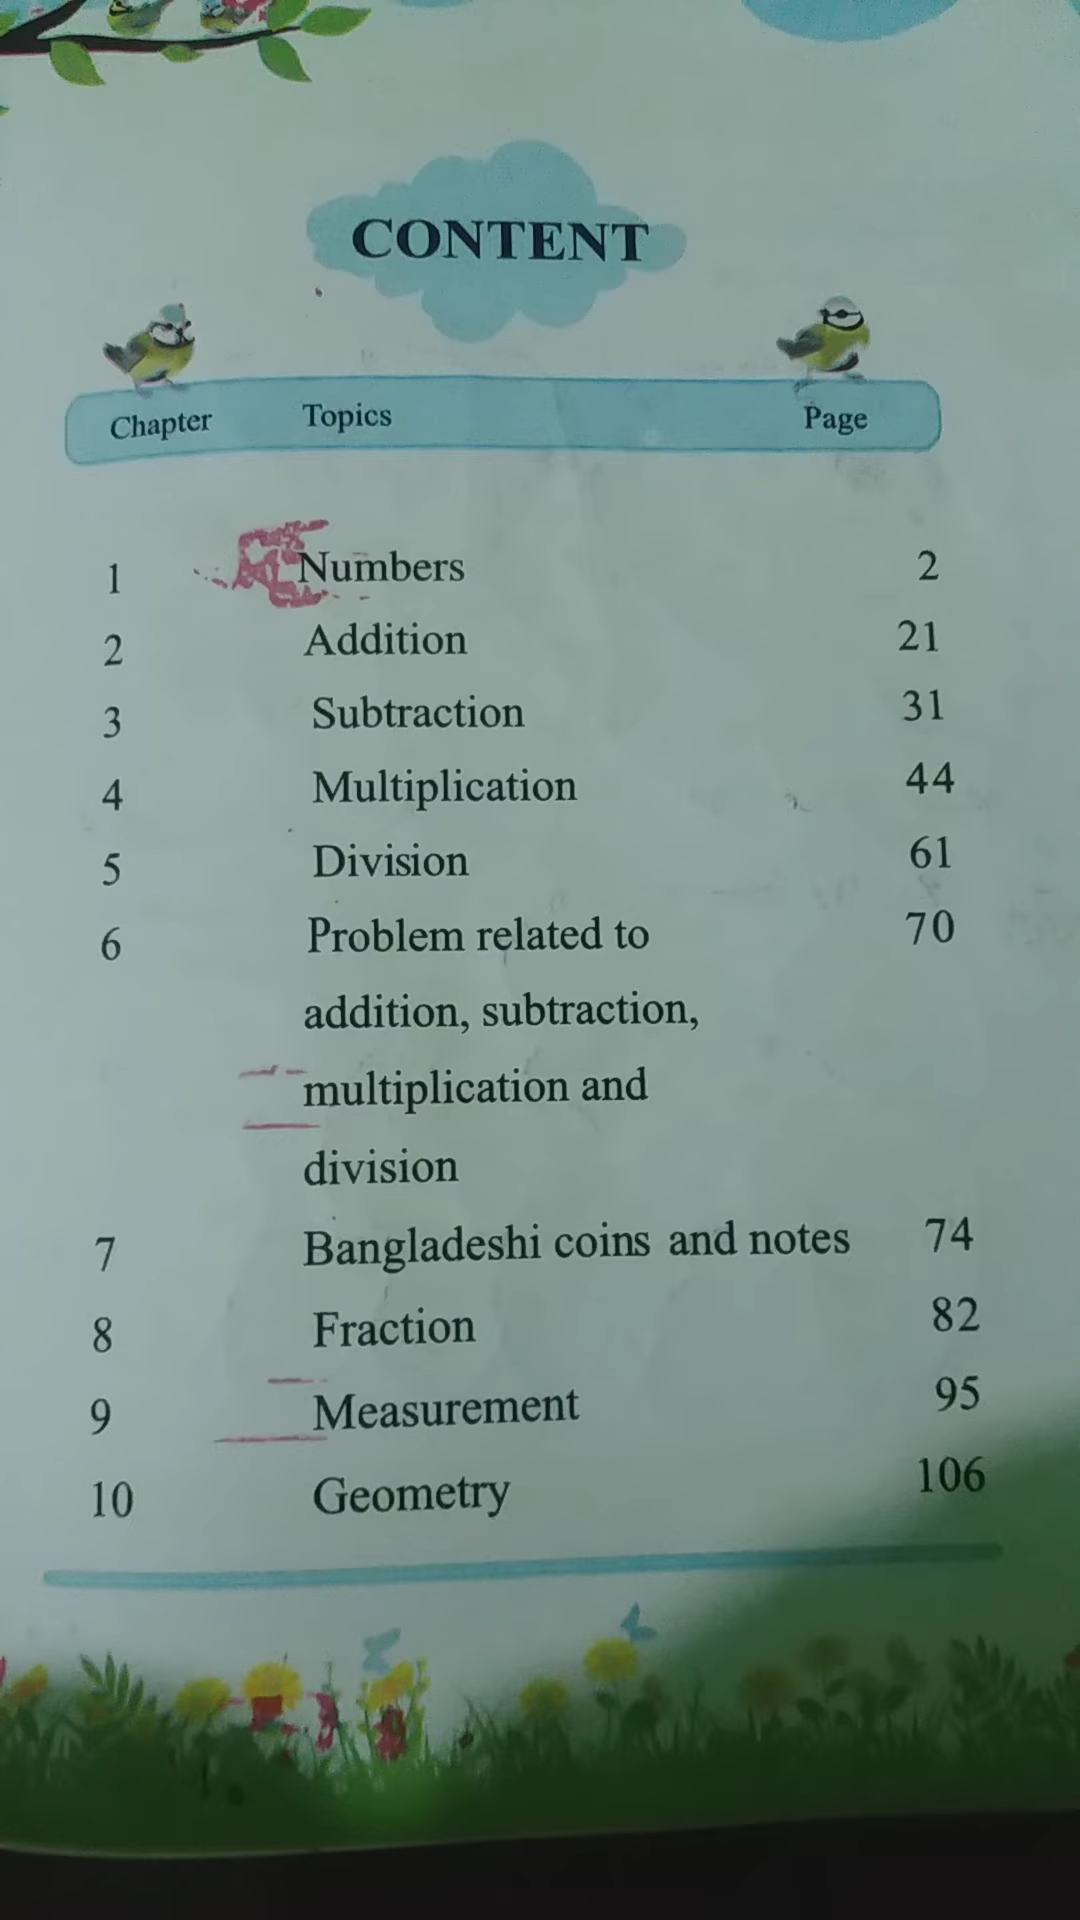 CONTENT
Chapter Topics Page
1 Numbers 2
2 Addition 21
3 Subtraction 31
4 Multiplication 44
5 Division 61
6 Problem related to 70
addition, subtraction,
multiplication and
division
7 Bangladeshi coins and notes 74
8 Fraction 82
9 Measurement 95
10 Geometry 106